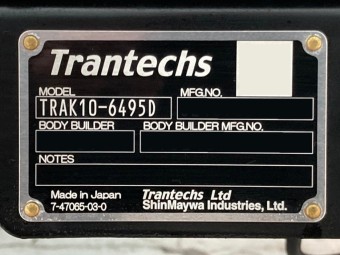 Trantechs
MODEL MFG.NO.
TRAK10-6495D
BODY BUILDER BODY BUILDER MFG.NO.
NOTES
Made in Japan Trantechs Ltd
7-47065-03-0 ShinMaywa Industries, Ltd.